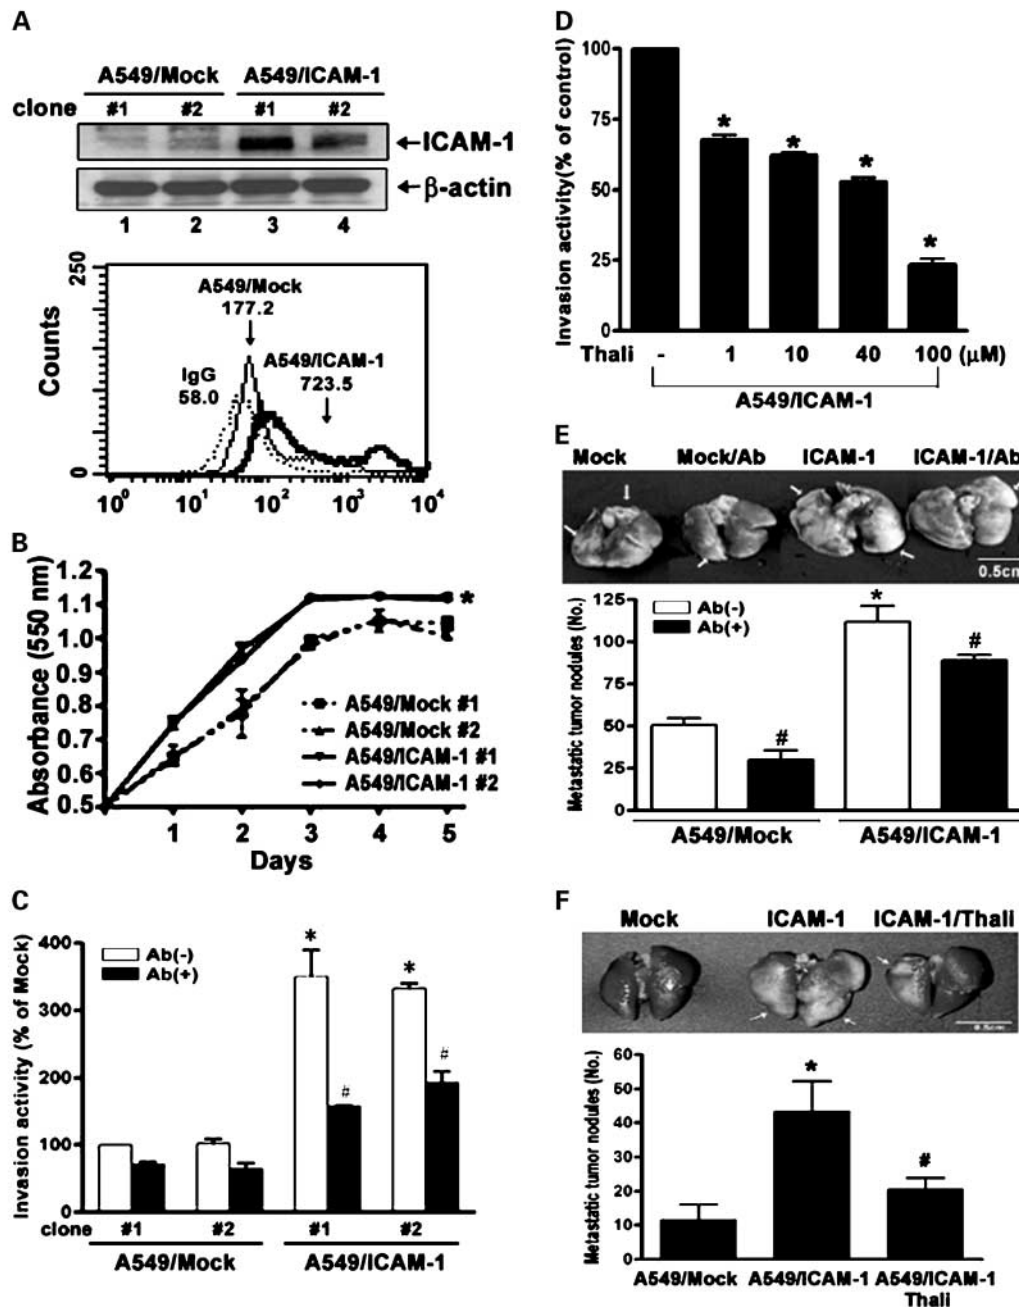 A
A549/Mock A549/ICAM-1
clone #1 #2 #1 #2
←ICAM-1
←β-actin
1 2 3 4
250
Counts
0
A549/Mock
177.2
IgG
58.0
A549/ICAM-1
723.5
10⁰ 10¹ 10² 10³ 10⁴
B
Absorbance (550 nm)
1.2
1.1
1.0
0.9
0.8
0.7
0.6
0.5
*
A549/Mock #1
A549/Mock #2
A549/ICAM-1 #1
A549/ICAM-1 #2
1 2 3 4 5
Days
C
Invasion activity (% of Mock)
400
300
200
100
0
Ab(-)
Ab(+)
* *
# #
clone #1 #2 #1 #2
A549/Mock A549/ICAM-1
D
Invasion activity(% of control)
100
75
50
25
0
* * * *
Thali - 1 10 40 100 (μM)
A549/ICAM-1
E
Mock Mock/Ab ICAM-1 ICAM-1/Ab
0.5cm
Metastatic tumor nodules (No.)
125
100
75
50
25
0
Ab(-)
Ab(+)
# * #
A549/Mock A549/ICAM-1
F
Mock ICAM-1 ICAM-1/Thali
0.5cm
Metastatic tumor nodules (No.)
60
50
40
30
20
10
0
* #
A549/Mock A549/ICAM-1 A549/ICAM-1
Thali